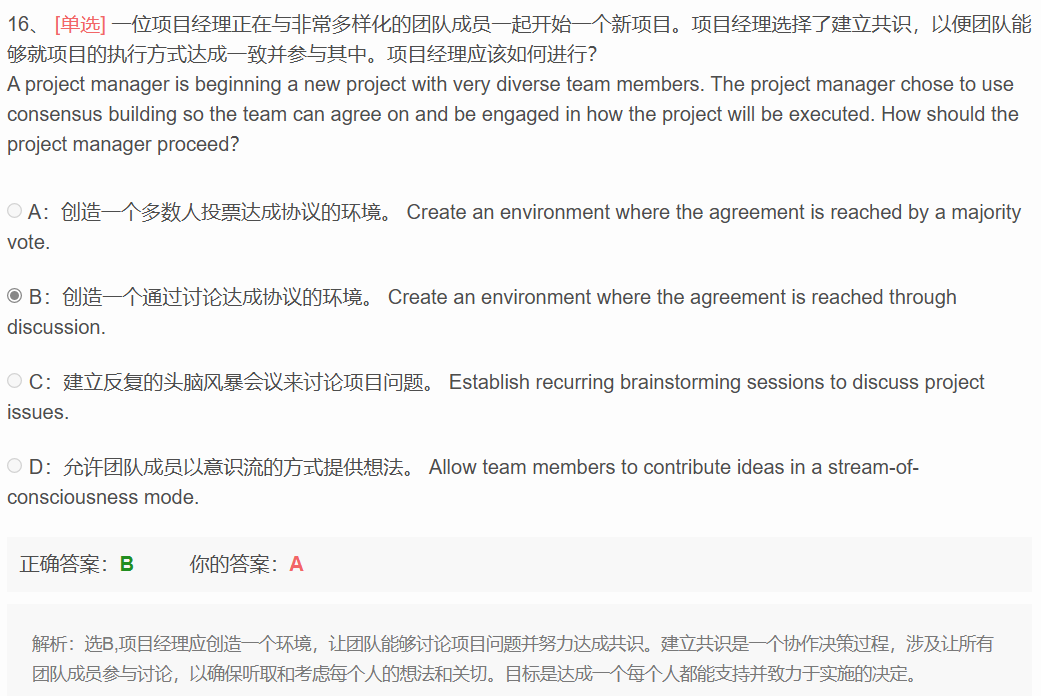 16、 [单选] 一位项目经理正在与非常多样化的团队成员一起开始一个新项目。项目经理选择了建立共识，以便团队能
够就项目的执行方式达成一致并参与其中。项目经理应该如何进行?
A project manager is beginning a new project with very diverse team members. The project manager chose to use
consensus building so the team can agree on and be engaged in how the project will be executed. How should the
project manager proceed?
A：创造一个多数人投票达成协议的环境。 Create an environment where the agreement is reached by a majority
vote.
B：创造一个通过讨论达成协议的环境。 Create an environment where the agreement is reached through
discussion.
C：建立反复的头脑风暴会议来讨论项目问题。 Establish recurring brainstorming sessions to discuss project
issues.
D：允许团队成员以意识流的方式提供想法。 Allow team members to contribute ideas in a stream-of-
consciousness mode.
正确答案：B 你的答案：A
解析：选B,项目经理应创造一个环境，让团队能够讨论项目问题并努力达成共识。建立共识是一个协作决策过程，涉及让所有
团队成员参与讨论，以确保听取和考虑每个人的想法和关切。目标是达成一个每个人都能支持并致力于实施的决定。